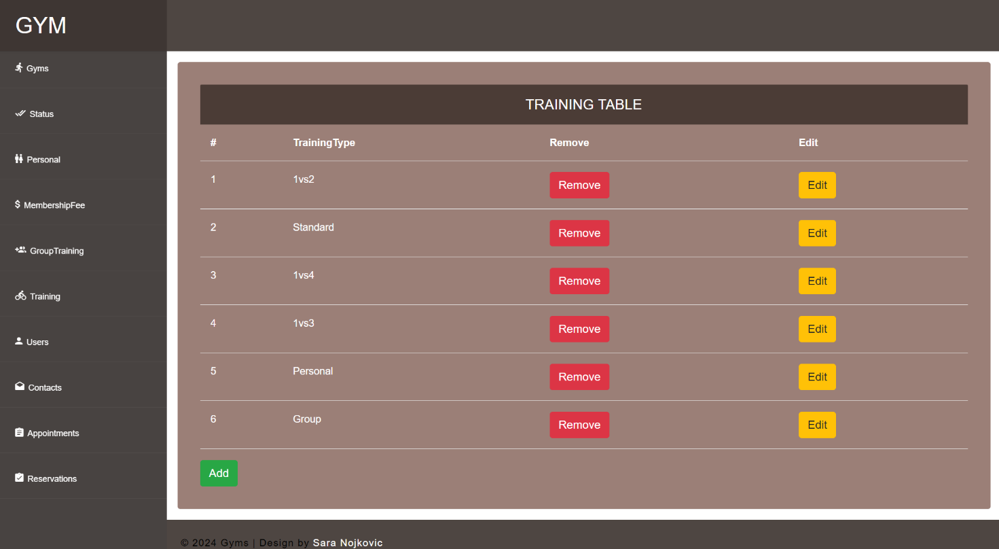 GYM
Gyms
Status
Personal
MembershipFee
GroupTraining
Training
Users
Contacts
Appointments
Reservations
TRAINING TABLE
# TrainingType Remove Edit
1 1vs2 Remove Edit
2 Standard Remove Edit
3 1vs4 Remove Edit
4 1vs3 Remove Edit
5 Personal Remove Edit
6 Group Remove Edit
Add
© 2024 Gyms | Design by Sara Nojkovic